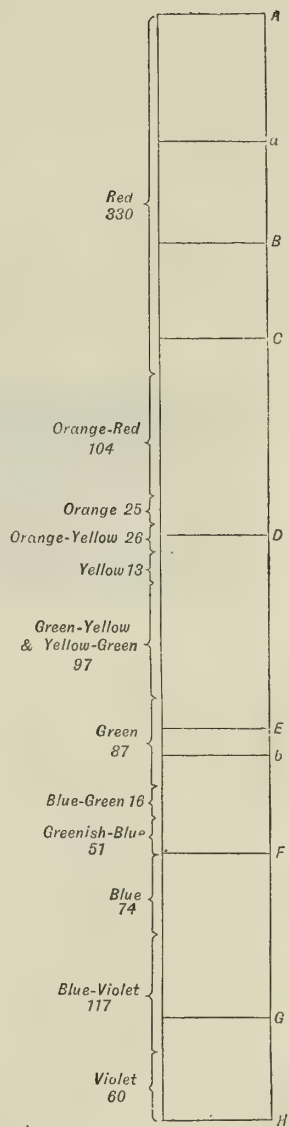 A
a
Red
330
B
C
Orange-Red
104
Orange 25
Orange-Yellow 26
D
Yellow 13
Green-Yellow
& Yellow-Green
97
E
Green
87
b
Blue-Green 16
Greenish-Blue
51
F
Blue
74
Blue-Violet
117
G
Violet
60
H